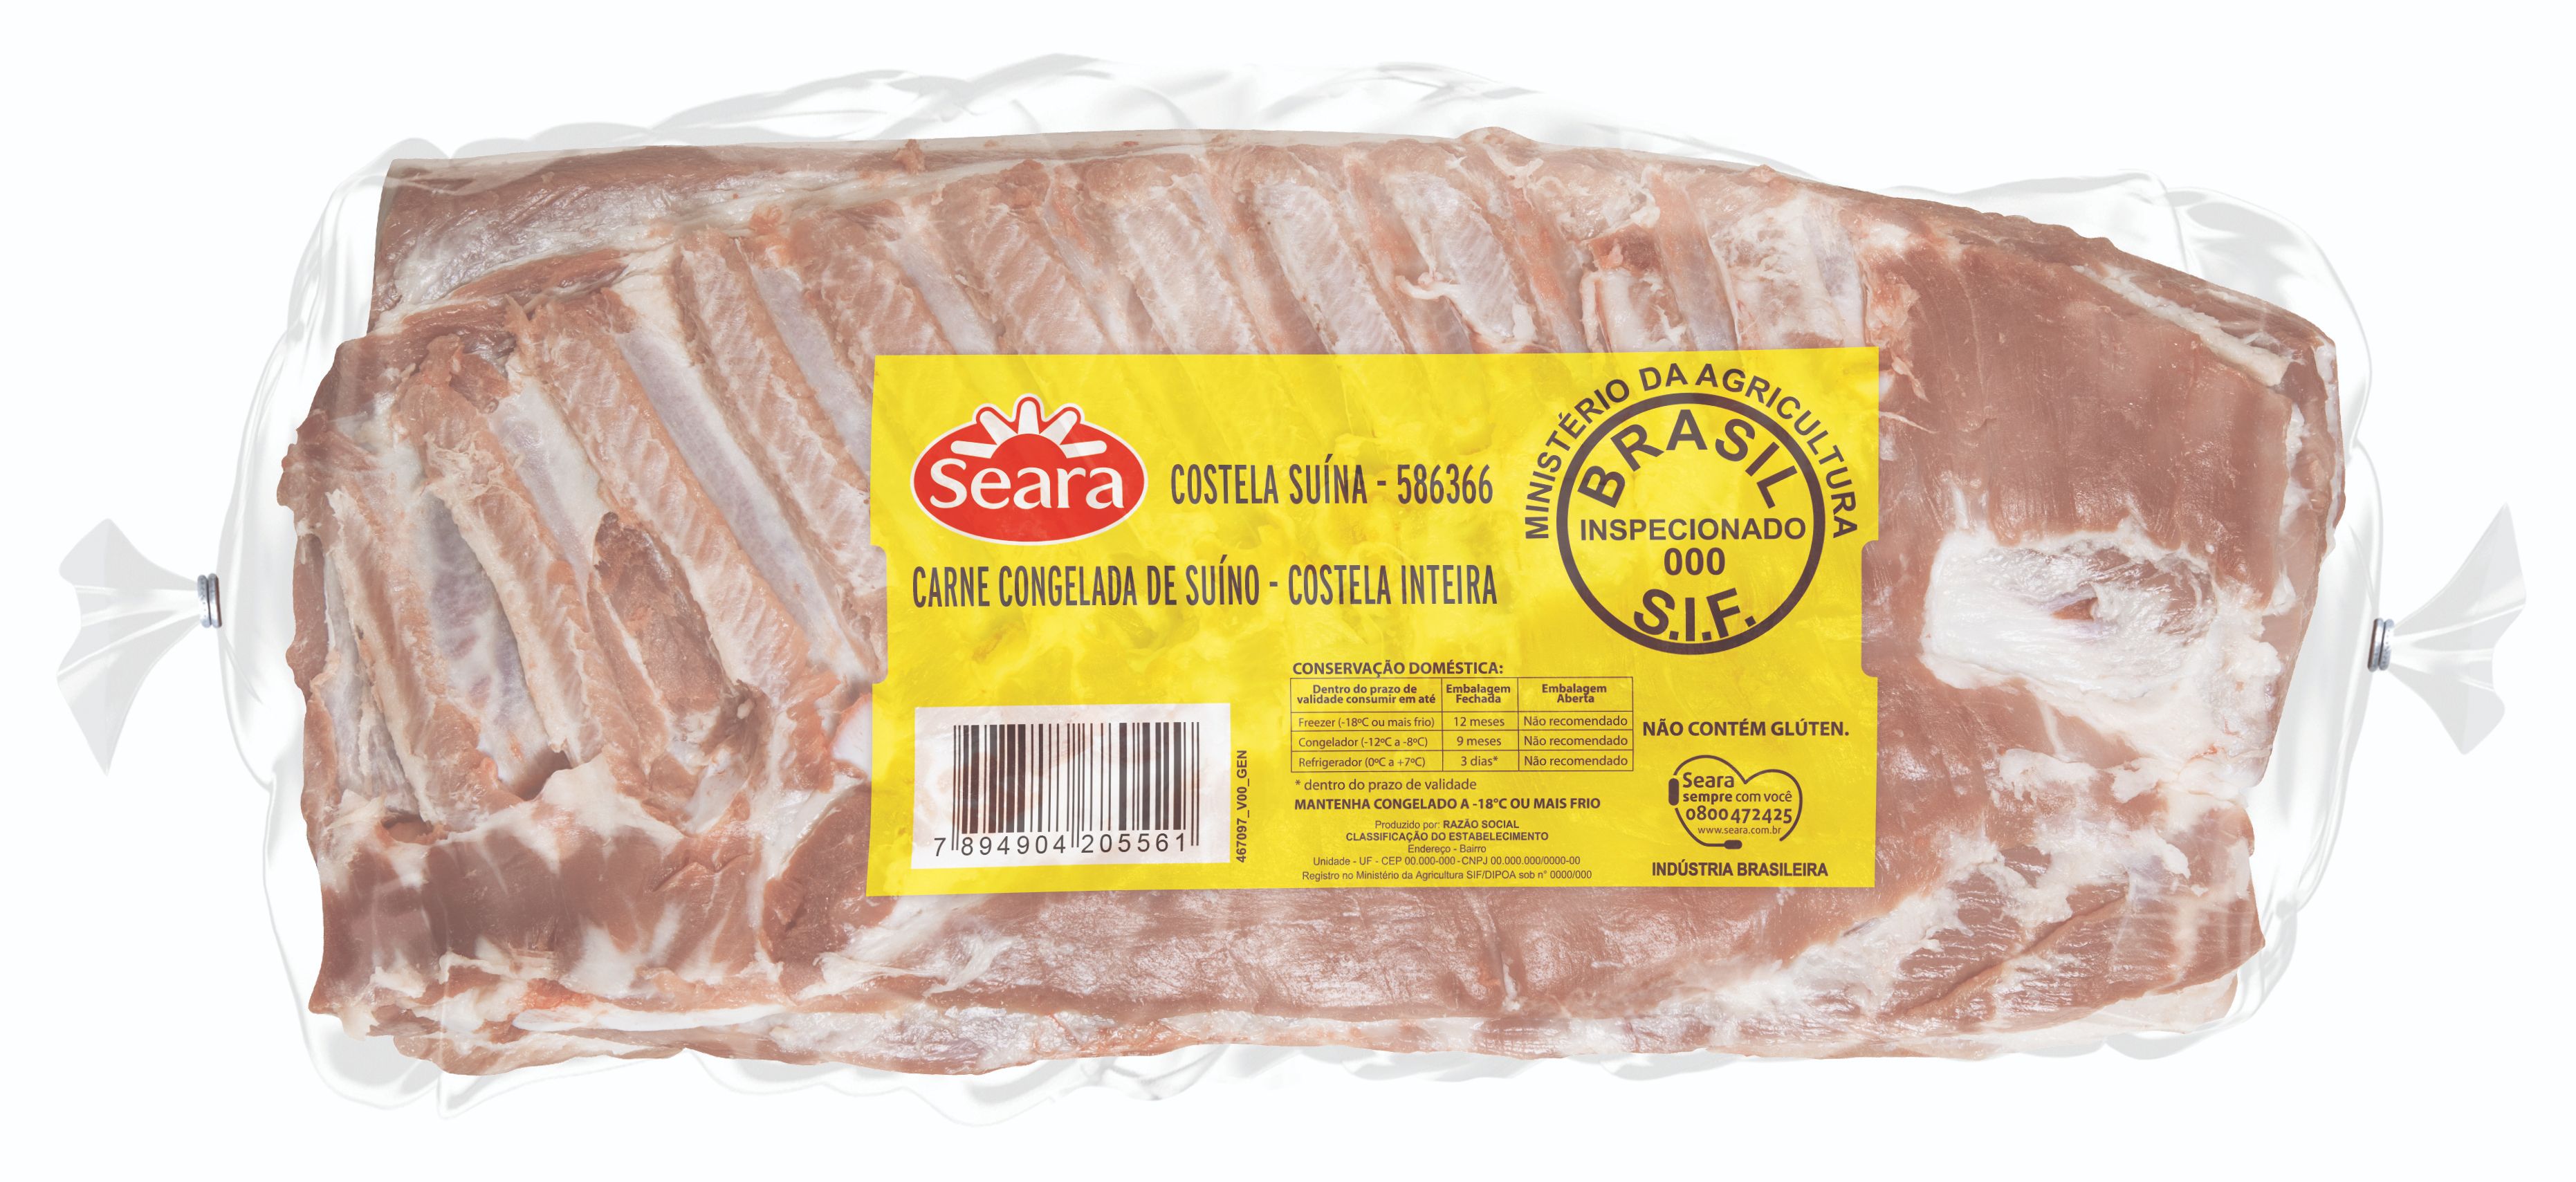 Seara
COSTELA SUÍNA - 586366
CARNE CONGELADA DE SUÍNO - COSTELA INTEIRA
MINISTÉRIO DA AGRICULTURA
BRASIL
INSPECIONADO
000
S.I.F.
CONSERVAÇÃO DOMÉSTICA:
Dentro do prazo de validade consumir em até Embalagem Fechada Embalagem Aberta
Freezer (-18ºC ou mais frio) 12 meses Não recomendado
Congelador (-12ºC a -8ºC) 9 meses Não recomendado
Refrigerador (0ºC a +7ºC) 3 dias* Não recomendado
* dentro do prazo de validade
MANTENHA CONGELADO A -18°C OU MAIS FRIO
Produzido por: RAZÃO SOCIAL
CLASSIFICAÇÃO DO ESTABELECIMENTO
Endereço - Bairro
Unidade - UF - CEP 00.000-000 - CNPJ 00.000.000/0000-00
Registro no Ministério da Agricultura SIF/DIPOA sob n° 0000/000
NÃO CONTÉM GLÚTEN.
Seara
sempre com você
0800 472425
www.seara.com.br
INDÚSTRIA BRASILEIRA
7 894904 205561
467097_V00_GEN